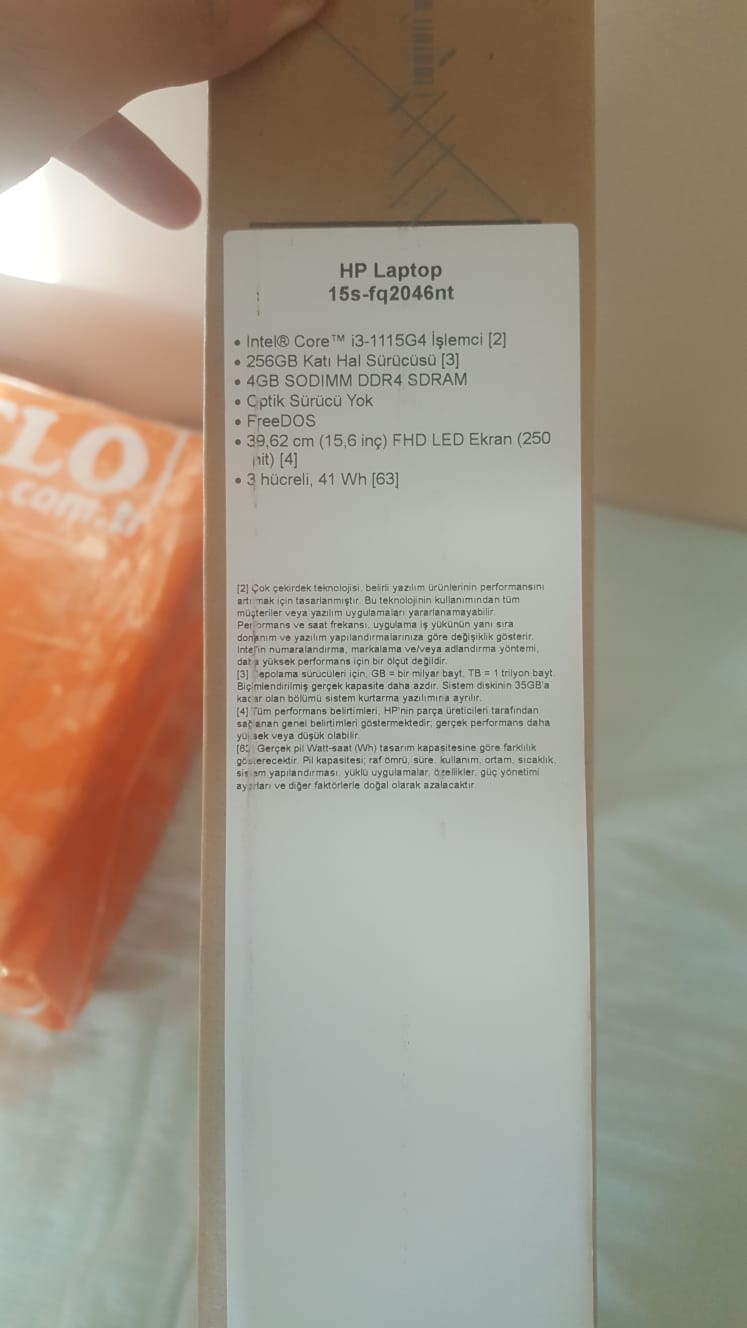 HP Laptop
15s-fq2046nt
• Intel® Core™ i3-1115G4 İşlemci [2]
• 256GB Katı Hal Sürücüsü [3]
• 4GB SODIMM DDR4 SDRAM
• Optik Sürücü Yok
• FreeDOS
• 39,62 cm (15,6 inç) FHD LED Ekran (250
nit) [4]
• 3 hücreli, 41 Wh [63]
LO
.com.tr
[2] Çok çekirdek teknolojisi, belirli yazılım ürünlerinin performansını
artırmak için tasarlanmıştır. Bu teknolojinin kullanımından tüm
müşteriler veya yazılım uygulamaları yararlanamayabilir.
Performans ve saat frekansı, uygulama iş yükünün yanı sıra
donanım ve yazılım yapılandırmalarınıza göre değişiklik gösterir.
Intel'in numaralandırma, markalama ve/veya adlandırma yöntemi,
daha yüksek performans için bir ölçüt değildir.
[3] Depolama sürücüleri için, GB = bir milyar bayt, TB = 1 trilyon bayt.
Biçimlendirilmiş gerçek kapasite daha azdır. Sistem diskinin 35GB'a
kadar olan bölümü sistem kurtarma yazılımına ayrılır.
[4] Tüm performans belirtimleri, HP'nin parça üreticileri tarafından
sağlanan genel belirtimleri göstermektedir; gerçek performans daha
yüksek veya düşük olabilir.
[63] Gerçek pil Watt-saat (Wh) tasarım kapasitesine göre farklılık
gösterecektir. Pil kapasitesi; raf ömrü, süre, kullanım, ortam, sıcaklık,
sistem yapılandırması, yüklü uygulamalar, özellikler, güç yönetimi
ayarları ve diğer faktörlerle doğal olarak azalacaktır.